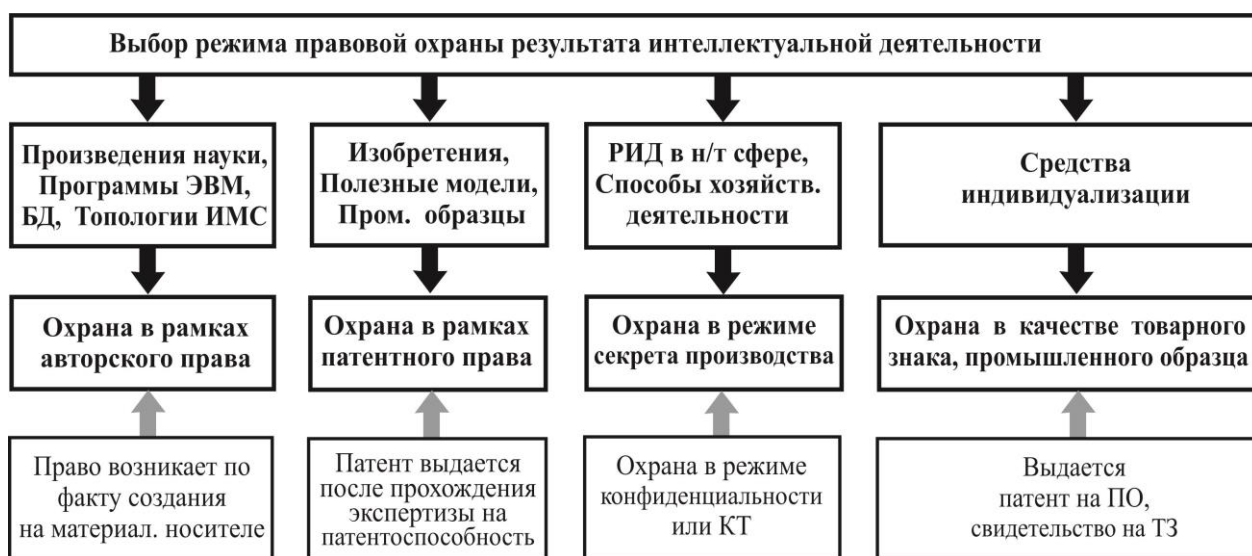 Выбор режима правовой охраны результата интеллектуальной деятельности
Произведения науки,
Программы ЭВМ,
БД, Топологии ИМС
Изобретения,
Полезные модели,
Пром. образцы
РИД в н/т сфере,
Способы хозяйств.
деятельности
Средства
индивидуализации
Охрана в рамках
авторского права
Охрана в рамках
патентного права
Охрана в режиме
секрета производства
Охрана в качестве товарного
знака, промышленного образца
Право возникает по
факту создания
на материал. носителе
Патент выдается
после прохождения
экспертизы на
патентоспособность
Охрана в режиме
конфиденциальности
или КТ
Выдается
патент на ПО,
свидетельство на ТЗ